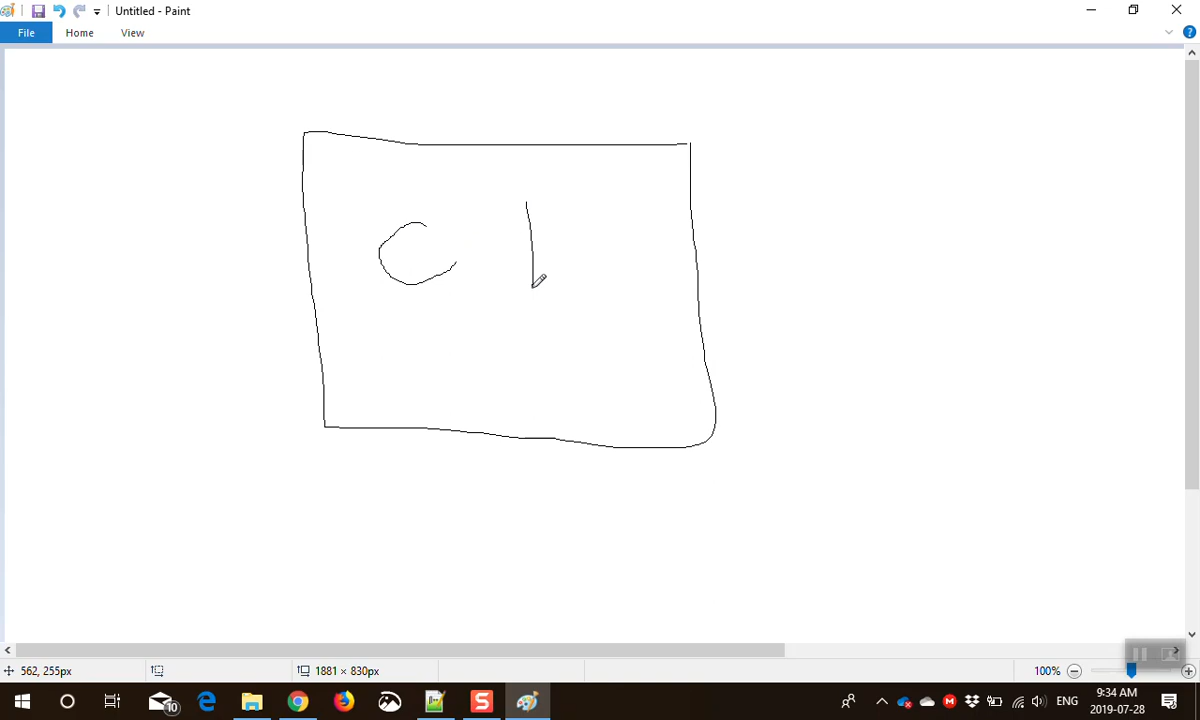 Untitled - Paint
File Home View
C I
562, 255px
1881 × 830px
100%
10
M
S
ENG
9:34 AM
2019-07-28